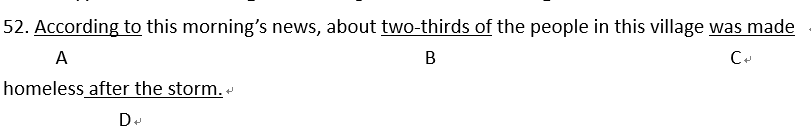 52. According to this morning’s news, about two-thirds of the people in this village was made
A B C
homeless after the storm.
D